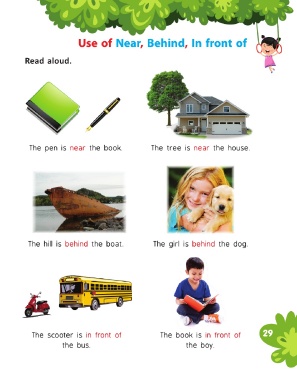 Use of Near, Behind, In front of
Read aloud.
The pen is near the book.
The tree is near the house.
The hill is behind the boat.
The girl is behind the dog.
The scooter is in front of
the bus.
The book is in front of
the boy.
29